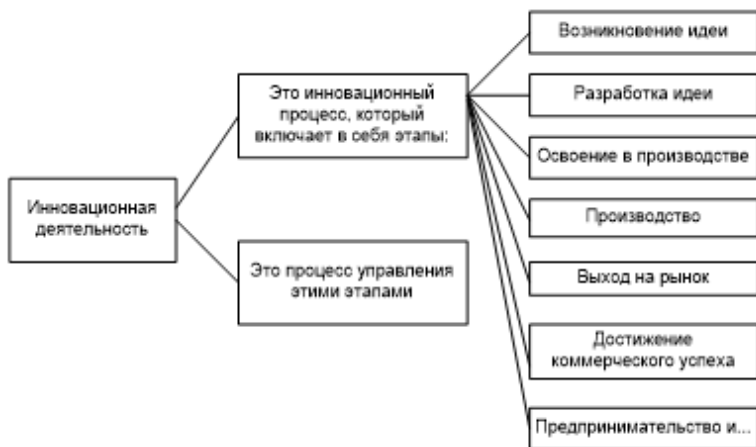 Инновационная
деятельность
Это инновационный
процесс, который
включает в себя этапы:
Это процесс управления
этими этапами
Возникновение идеи
Разработка идеи
Освоение в производстве
Производство
Выход на рынок
Достижение
коммерческого успеха
Предпринимательство и...